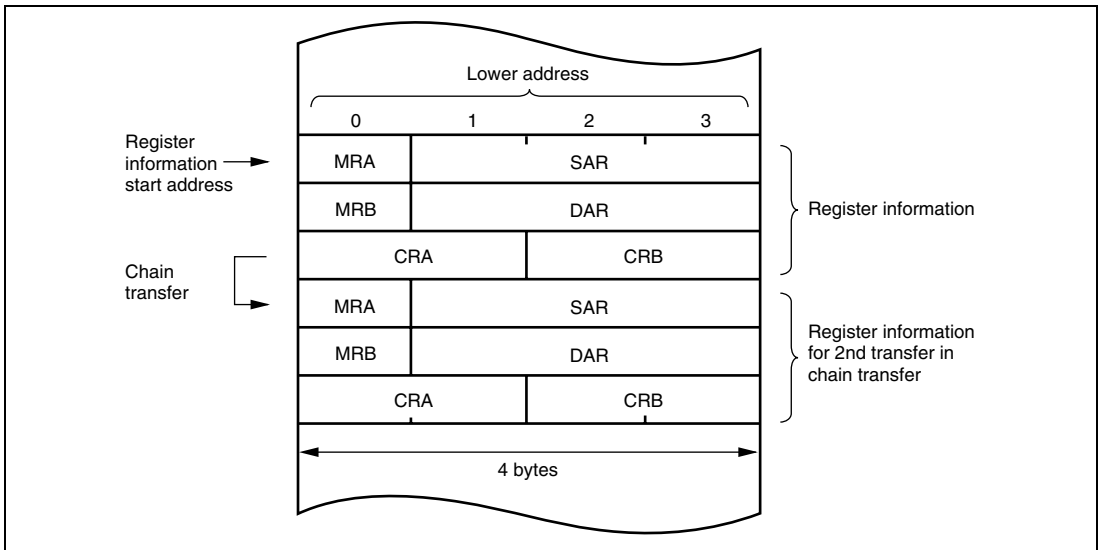 Lower address
0 1 2 3
Register
information
start address
MRA SAR
MRB DAR
Register information
CRA CRB
Chain
transfer
MRA SAR
MRB DAR
Register information
for 2nd transfer in
chain transfer
CRA CRB
4 bytes